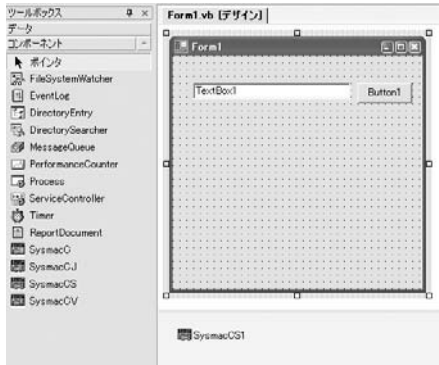 ツールボックス
データ
コンポーネント
ポインタ
FileSystemWatcher
EventLog
DirectoryEntry
DirectorySearcher
MessageQueue
PerformanceCounter
Process
ServiceController
Timer
ReportDocument
SysmacC
SysmacCJ
SysmacCS
SysmacCV
Form1.vb [デザイン]
Form1
TextBox1
Button1
SysmacCS1